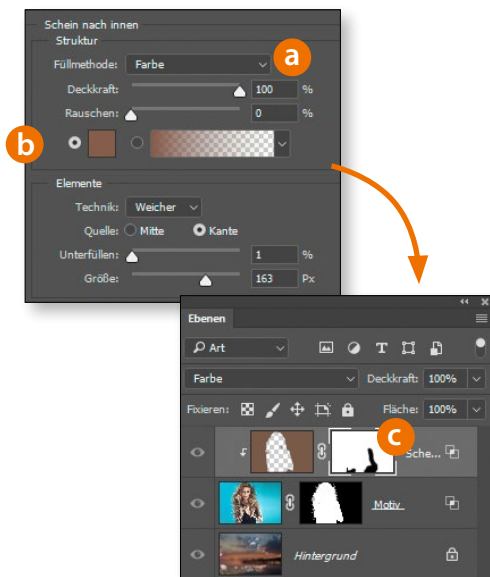 Schein nach innen
Struktur
Füllmethode: Farbe
a
Deckkraft: 100 %
Rauschen: 0 %
b
Elemente
Technik: Weicher
Quelle: Mitte Kante
Unterfüllen: 1 %
Größe: 163 Px
Ebenen
Art
T
Farbe Deckkraft: 100%
Fixieren: Fläche: 100%
c
Sche...
Motiv
Hintergrund